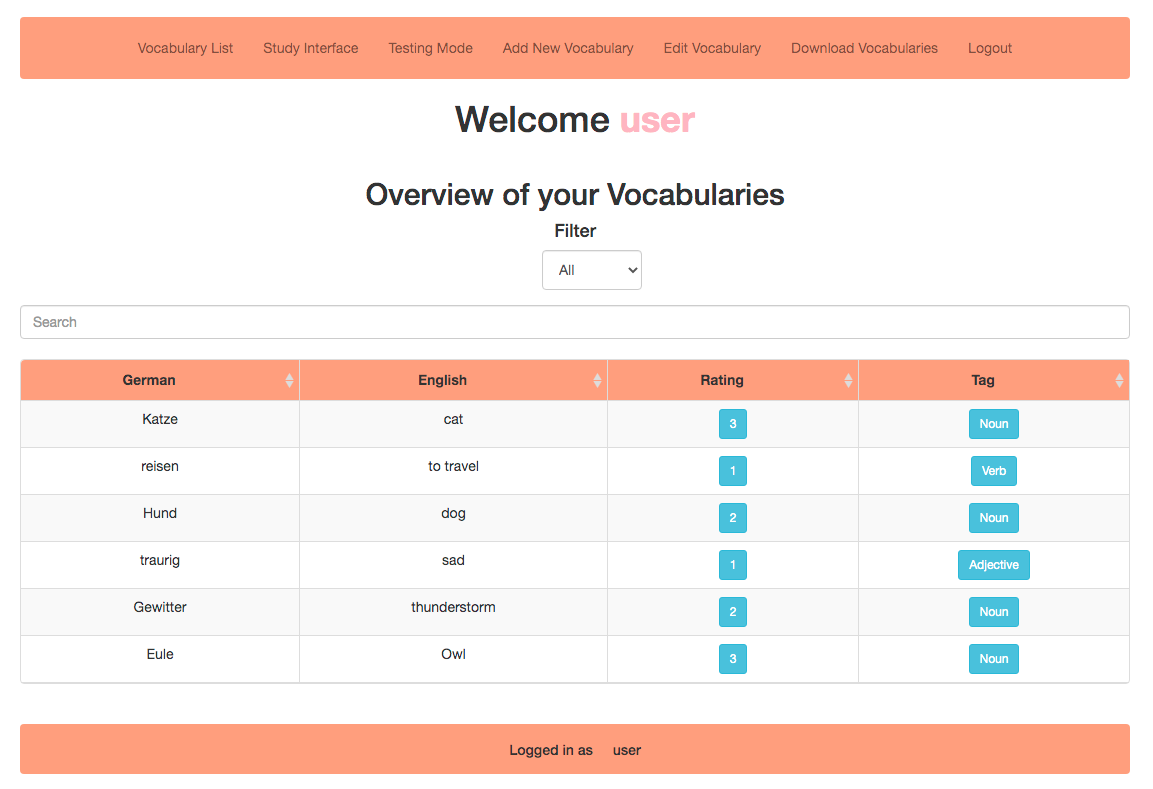 Vocabulary List Study Interface Testing Mode Add New Vocabulary Edit Vocabulary Download Vocabularies Logout
Welcome user
Overview of your Vocabularies
Filter
All
Search
German English Rating Tag
Katze cat 3 Noun
reisen to travel 1 Verb
Hund dog 2 Noun
traurig sad 1 Adjective
Gewitter thunderstorm 2 Noun
Eule Owl 3 Noun
Logged in as user